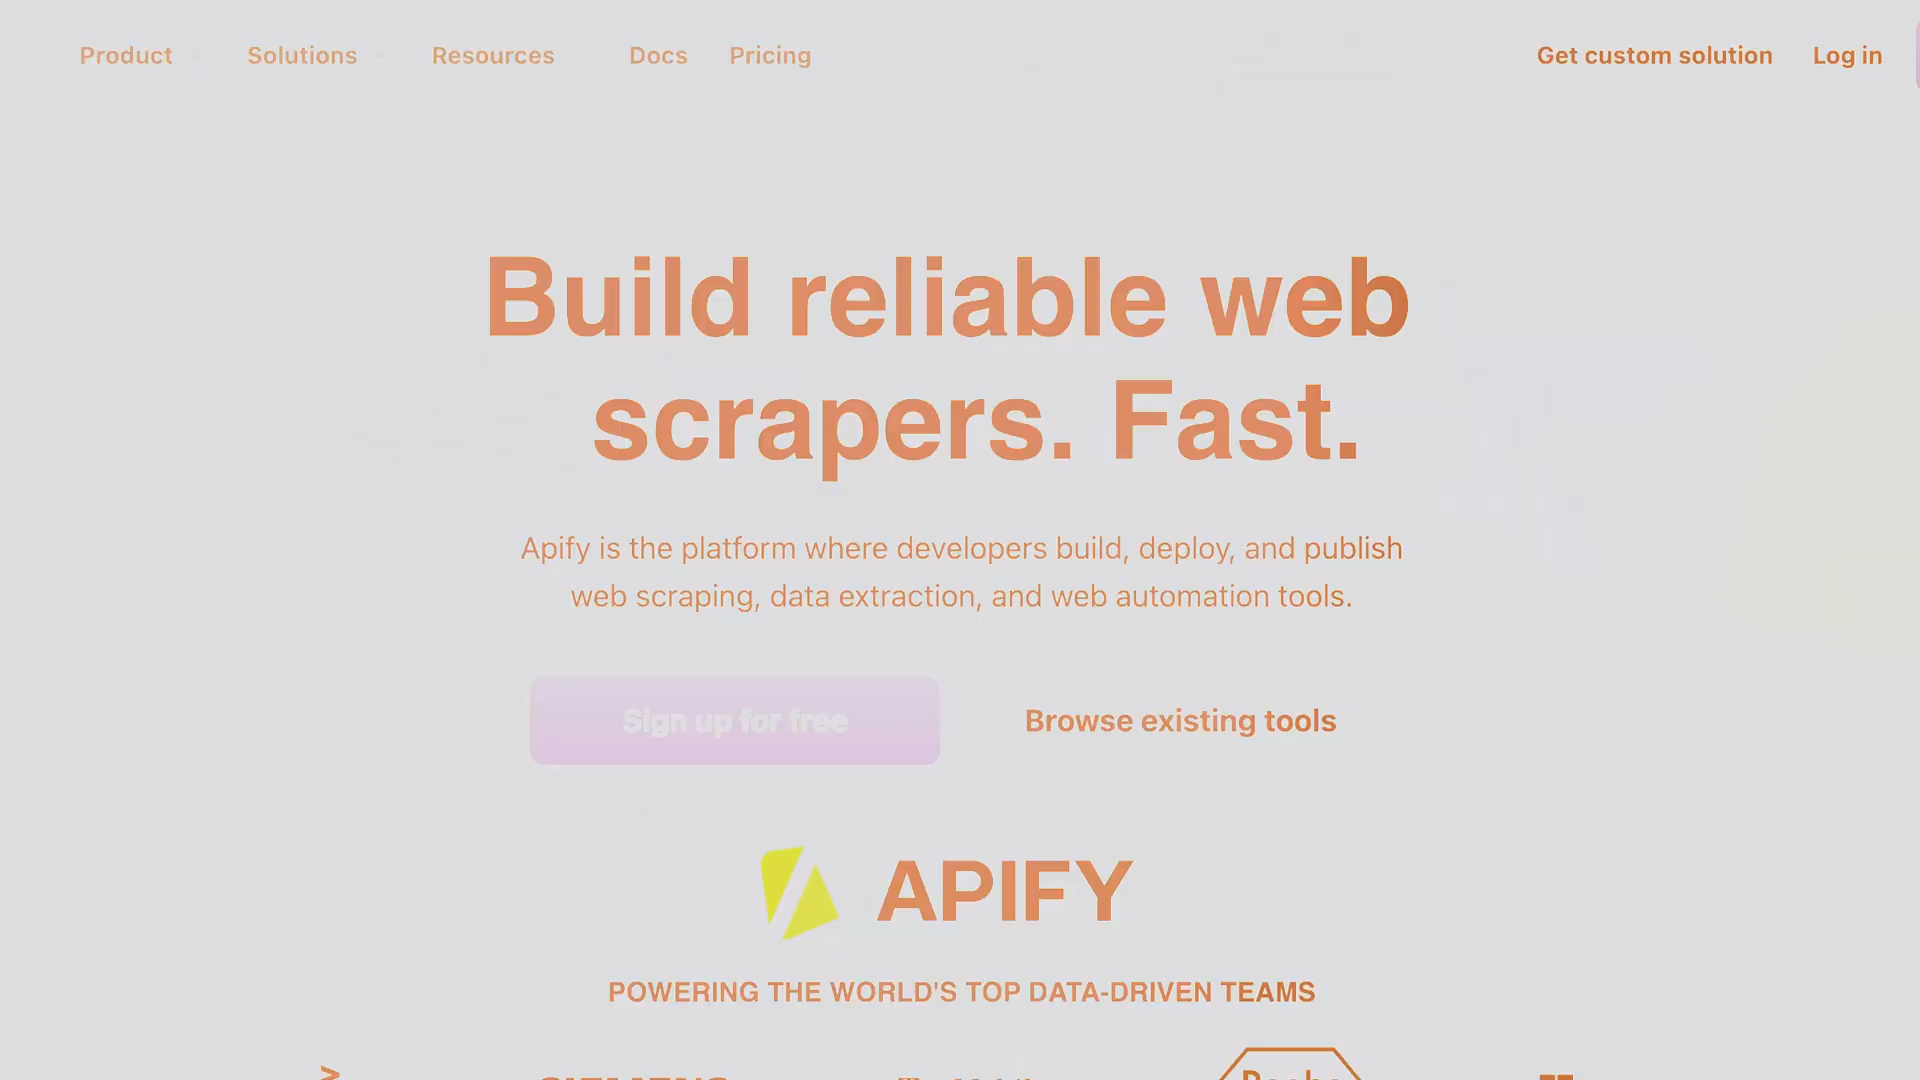 Product
Solutions
Resources
Docs
Pricing
Get custom solution
Log in
Build reliable web
scrapers. Fast.
Apify is the platform where developers build, deploy, and publish
web scraping, data extraction, and web automation tools.
Sign up for free
Browse existing tools
APIFY
POWERING THE WORLD'S TOP DATA-DRIVEN TEAMS
SIEMENS